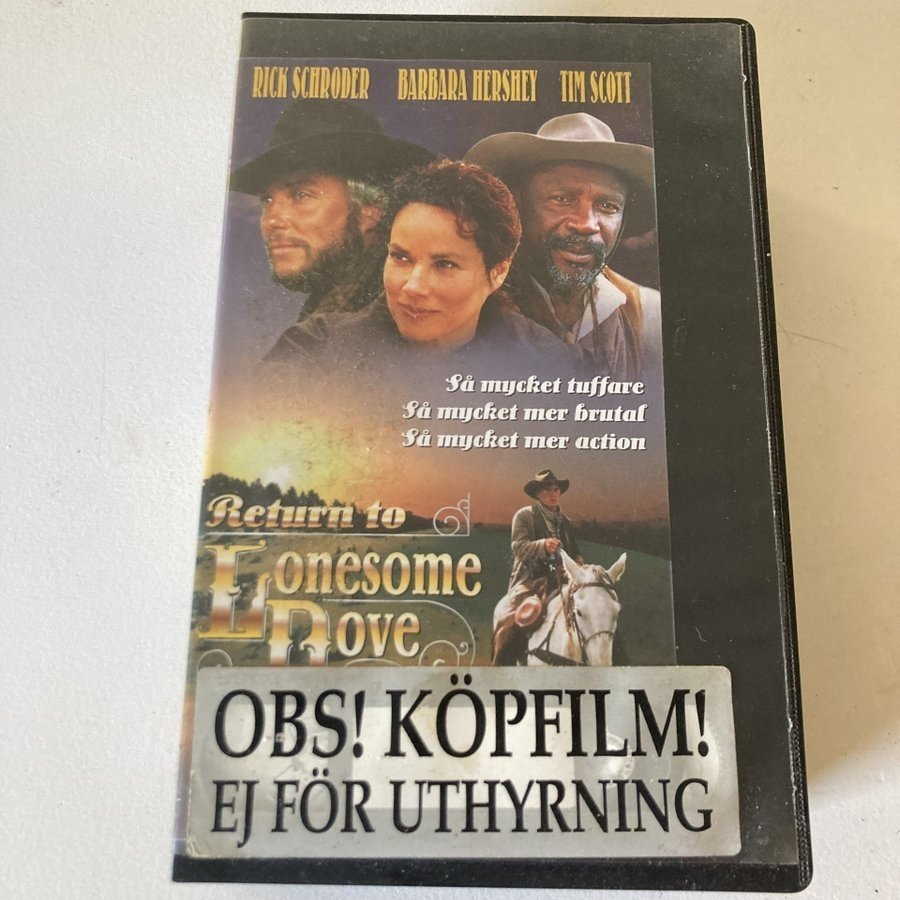 RICK SCHRODER BARBARA HERSHEY TIM SCOTT
Så mycket tuffare
Så mycket mer brutal
Så mycket mer action
Return to
Lonesome
Dove
OBS! KÖPFILM!
EJ FÖR UTHYRNING